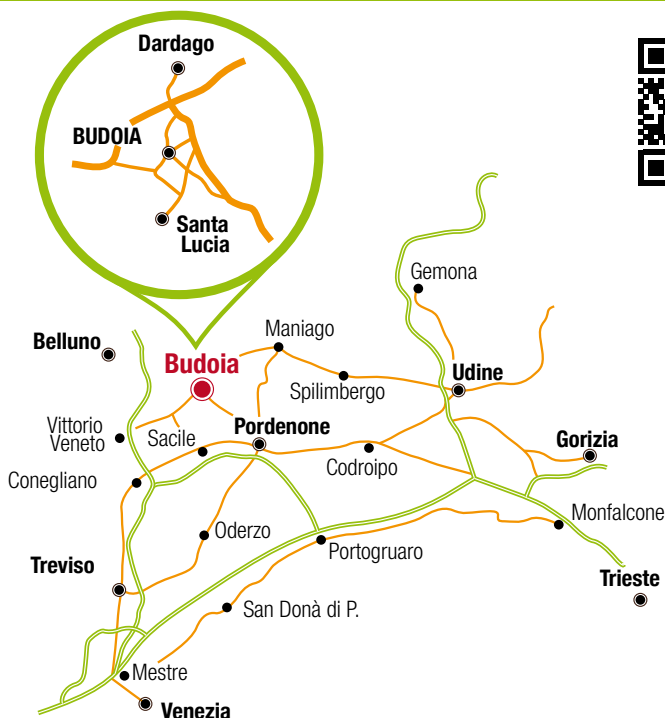 Dardago
BUDOIA
Santa
Lucia
Gemona
Belluno
Maniago
Budoia
Udine
Spilimbergo
Vittorio
Veneto
Sacile
Pordenone
Gorizia
Codroipo
Conegliano
Monfalcone
Oderzo
Portogruaro
Treviso
Trieste
San Donà di P.
Mestre
Venezia